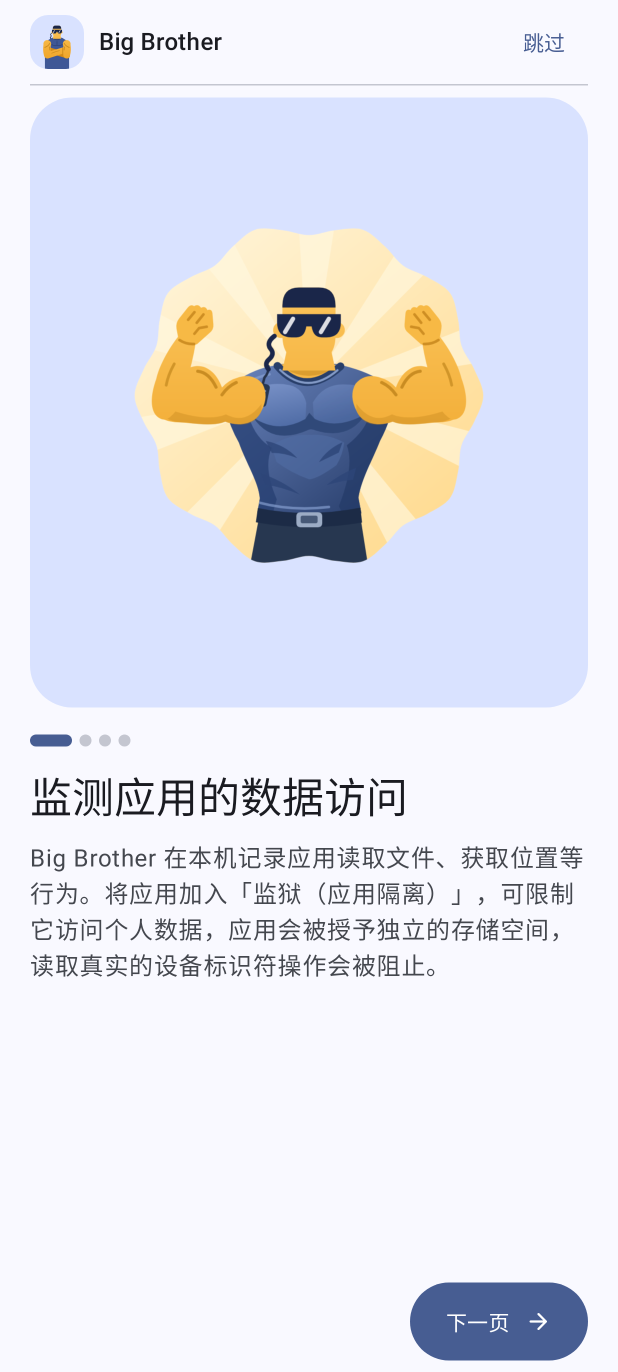 Big Brother
跳过
监测应用的数据访问
Big Brother 在本机记录应用读取文件、获取位置等
行为。将应用加入「监狱（应用隔离）」，可限制
它访问个人数据，应用会被授予独立的存储空间，
读取真实的设备标识符操作会被阻止。
下一页